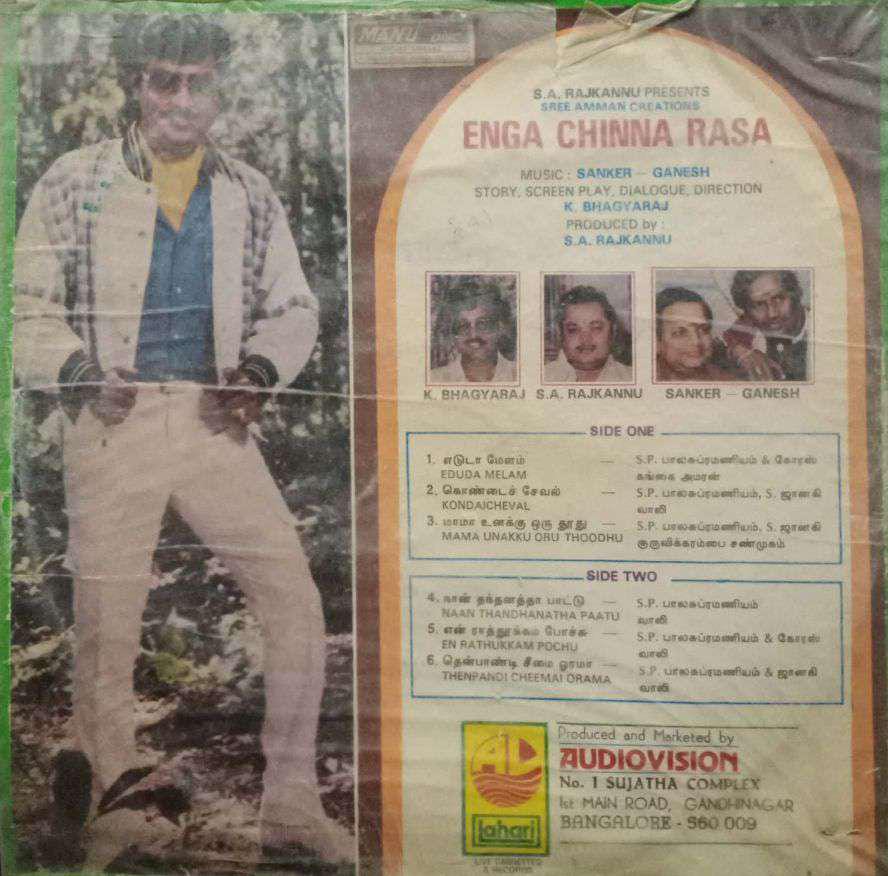 MANU DISC
S.A. RAJKANNU PRESENTS
SREE AMMAN CREATIONS
ENGA CHINNA RASA
MUSIC : SANKER – GANESH
STORY, SCREEN PLAY, DIALOGUE, DIRECTION
K. BHAGYARAJ
PRODUCED by :
S.A. RAJKANNU
K. BHAGYARAJ S.A. RAJKANNU SANKER – GANESH
SIDE ONE
1. எடுடா மேளம் — S.P. பாலசுப்ரமணியம் & கோரஸ்
EDUDA MELAM கங்கை அமரன்
2. கொண்டைச் சேவல் — S.P. பாலசுப்ரமணியம், S. ஜானகி
KONDAICHEVAL வாலி
3. மாமா உனக்கு ஒரு தூது — S.P. பாலசுப்ரமணியம், S. ஜானகி
MAMA UNAKKU ORU THOODHU குருவிக்கரம்பை சண்முகம்
SIDE TWO
4. நான் தந்தனத்தா பாட்டு — S.P. பாலசுப்ரமணியம்
NAAN THANDHANATHA PAATU வாலி
5. என் ராத்தூக்கம போச்சு — S.P. பாலசுப்ரமணியம் & கோரஸ்
EN RATHUKKAM POCHU வாலி
6. தென்பாண்டி சீமை ஓரமா — S.P. பாலசுப்ரமணியம் & ஜானகி
THENPANDI CHEEMAI ORAMA வாலி
Produced and Marketed by
AUDIOVISION
No. 1 SUJATHA COMPLEX
Ist MAIN ROAD, GANDHINAGAR
BANGALORE - 560 009
Lahari
LIVE CASSETTES
& RECORDS